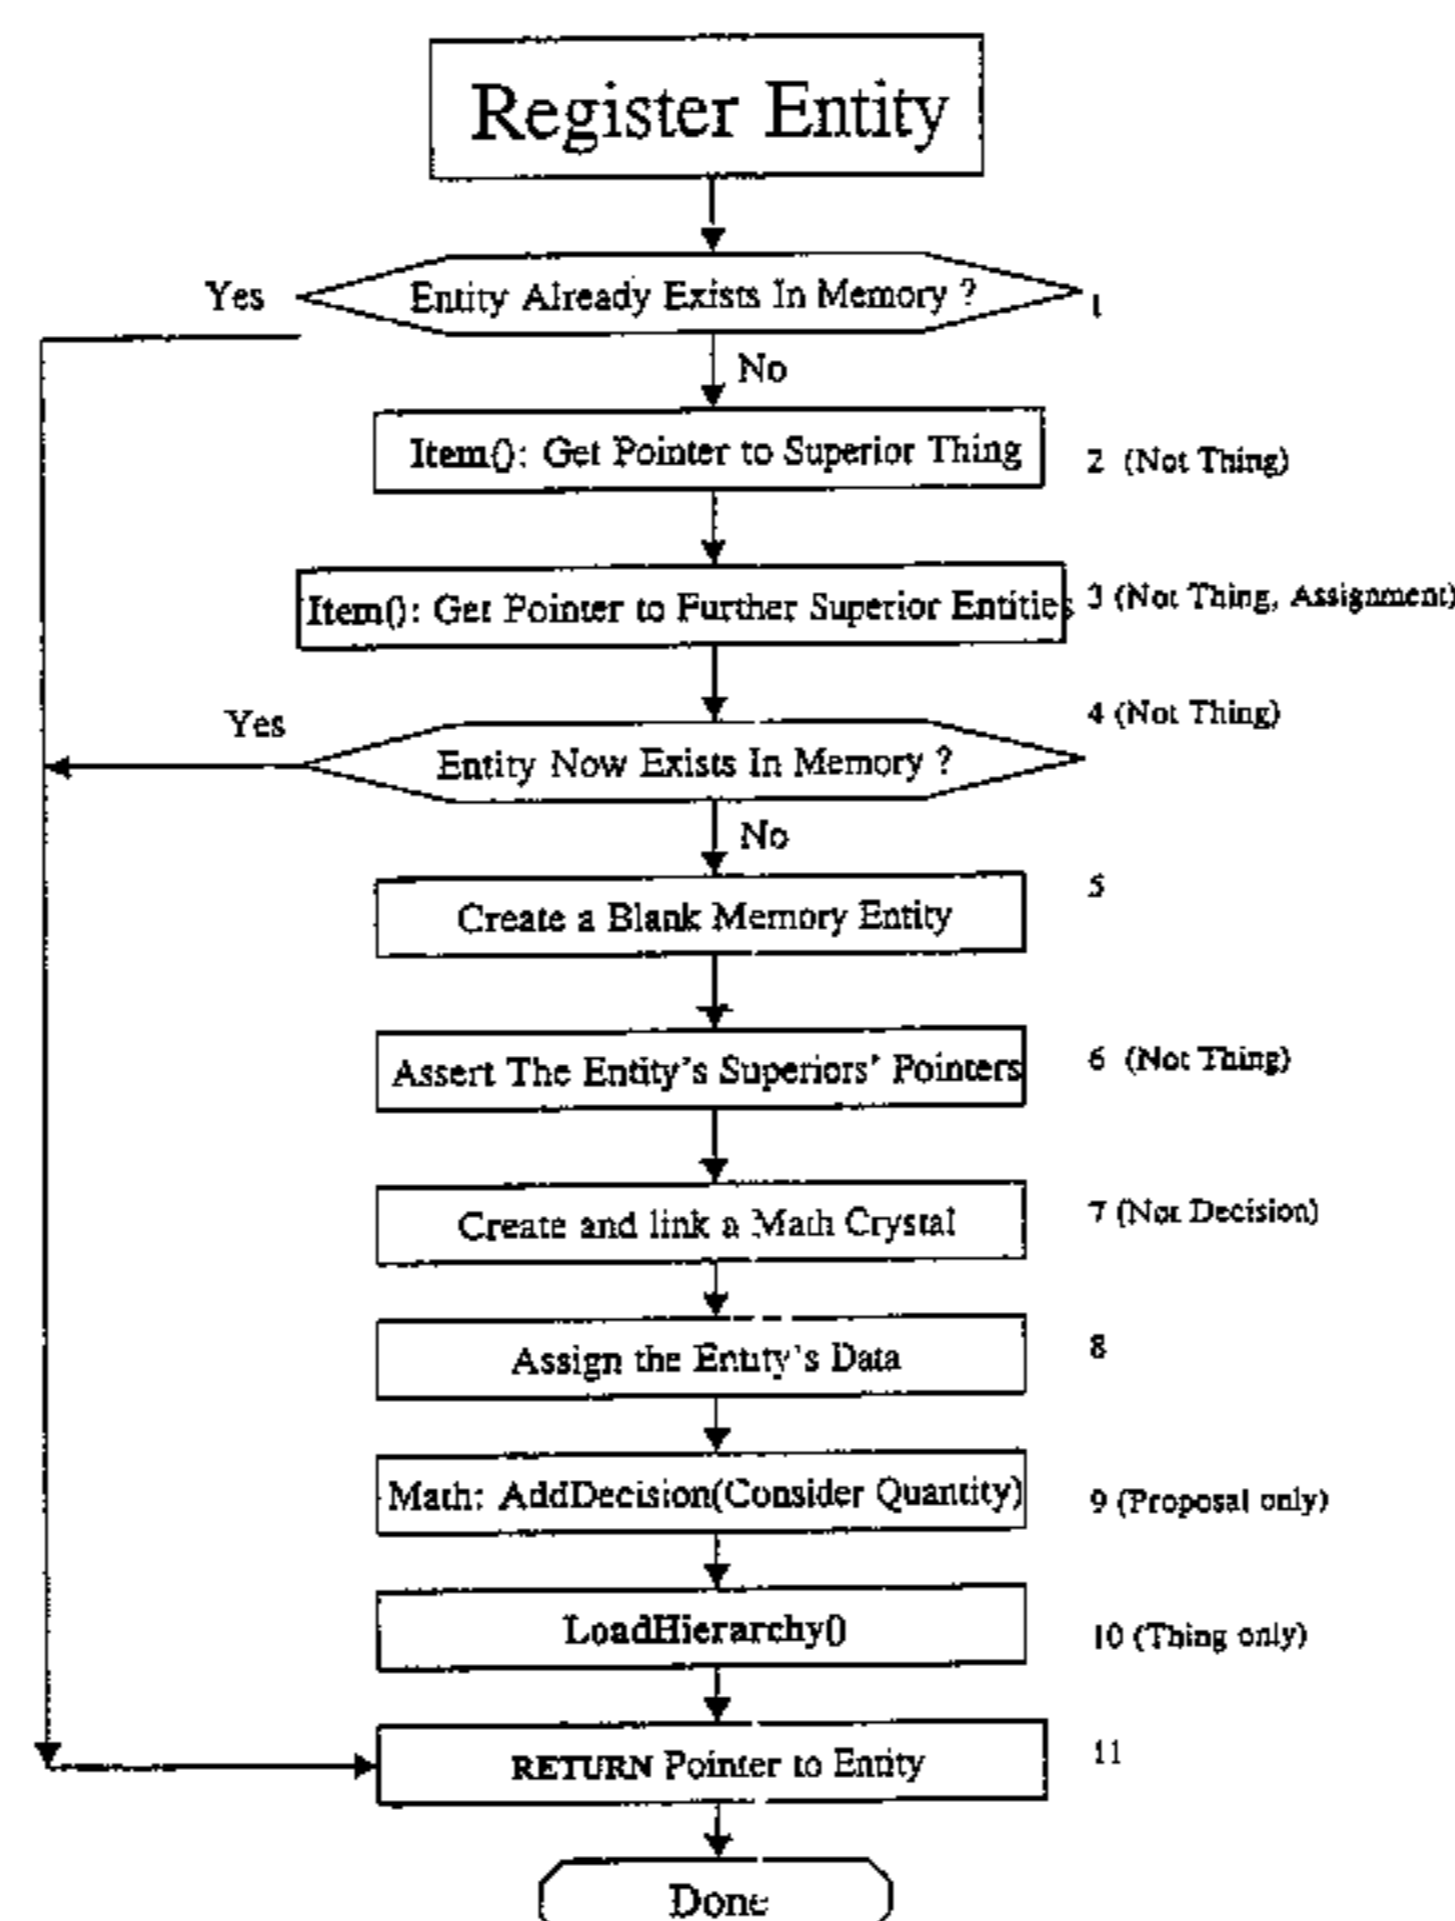 Register Entity
Yes
Entity Already Exists In Memory ?
1
No
Item(): Get Pointer to Superior Thing
2 (Not Thing)
Item(): Get Pointer to Further Superior Entities
3 (Not Thing, Assignment)
4 (Not Thing)
Yes
Entity Now Exists In Memory ?
No
5
Create a Blank Memory Entity
Assert The Entity's Superiors' Pointers
6 (Not Thing)
Create and link a Math Crystal
7 (Not Decision)
Assign the Entity's Data
8
Math: AddDecision(Consider Quantity)
9 (Proposal only)
LoadHierarchy()
10 (Thing only)
RETURN Pointer to Entity
11
Done